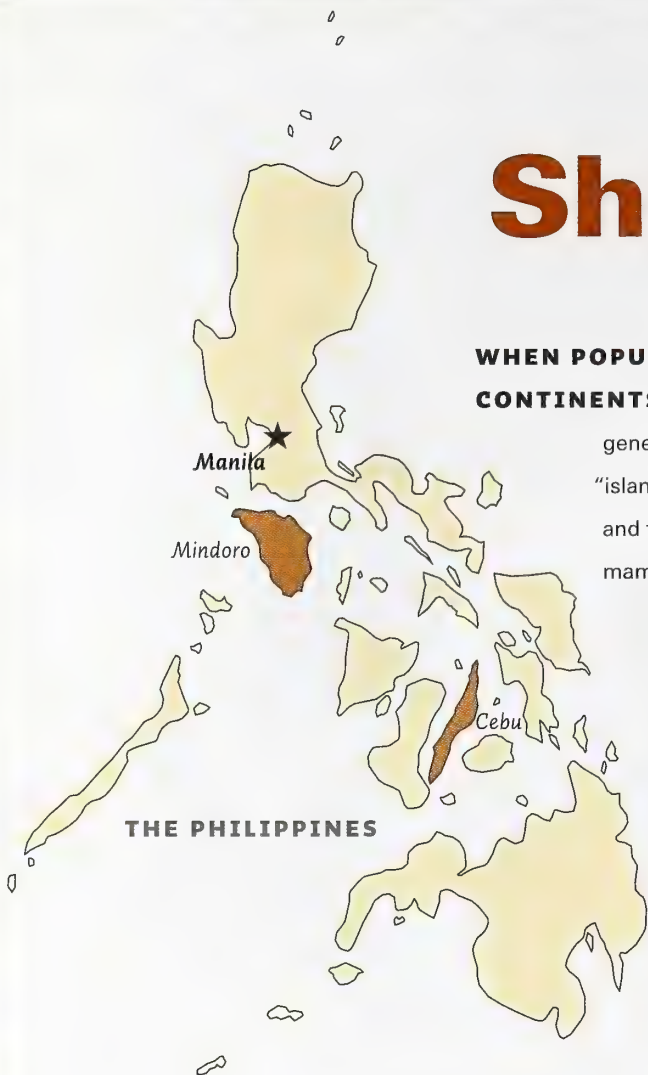 Sh
WHEN POPU
CONTINENTS
gene
"islan
and
mam
Manila
Mindoro
Cebu
THE PHILIPPINES